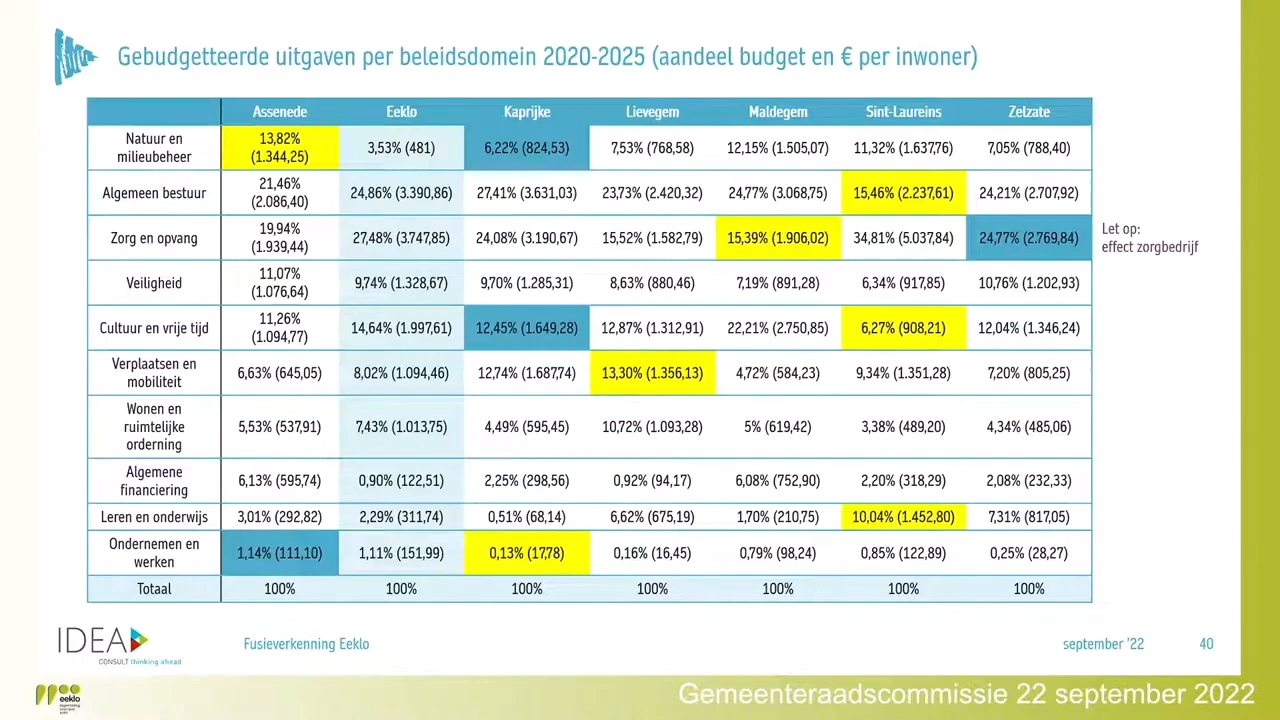 Gebudgetteerde uitgaven per beleidsdomein 2020-2025 (aandeel budget en € per inwoner)
Assenede Eeklo Kaprijke Lievegem Maldegem Sint-Laureins Zelzate
Natuur en milieubeheer 13,82% (1.344,25) 3,53% (481) 6,22% (824,53) 7,53% (768,58) 12,15% (1.505,07) 11,32% (1.637,76) 7,05% (788,40)
Algemeen bestuur 21,46% (2.086,40) 24,86% (3.390,86) 27,41% (3.631,03) 23,73% (2.420,32) 24,77% (3.068,75) 15,46% (2.237,61) 24,21% (2.707,92)
Zorg en opvang 19,94% (1.939,44) 27,48% (3.747,85) 24,08% (3.190,67) 15,52% (1.582,79) 15,39% (1.906,02) 34,81% (5.037,84) 24,77% (2.769,84)
Let op:
effect zorgbedrijf
Veiligheid 11,07% (1.076,64) 9,74% (1.328,67) 9,70% (1.285,31) 8,63% (880,46) 7,19% (891,28) 6,34% (917,85) 10,76% (1.202,93)
Cultuur en vrije tijd 11,26% (1.094,77) 14,64% (1.997,61) 12,45% (1.649,28) 12,87% (1.312,91) 22,21% (2.750,85) 6,27% (908,21) 12,04% (1.346,24)
Verplaatsen en mobiliteit 6,63% (645,05) 8,02% (1.094,46) 12,74% (1.687,74) 13,30% (1.356,13) 4,72% (584,23) 9,34% (1.351,28) 7,20% (805,25)
Wonen en ruimtelijke orderning 5,53% (537,91) 7,43% (1.013,75) 4,49% (595,45) 10,72% (1.093,28) 5% (619,42) 3,38% (489,20) 4,34% (485,06)
Algemene financiering 6,13% (595,74) 0,90% (122,51) 2,25% (298,56) 0,92% (94,17) 6,08% (752,90) 2,20% (318,29) 2,08% (232,33)
Leren en onderwijs 3,01% (292,82) 2,29% (311,74) 0,51% (68,14) 6,62% (675,19) 1,70% (210,75) 10,04% (1.452,80) 7,31% (817,05)
Ondernemen en werken 1,14% (111,10) 1,11% (151,99) 0,13% (17,78) 0,16% (16,45) 0,79% (98,24) 0,85% (122,89) 0,25% (28,27)
Totaal 100% 100% 100% 100% 100% 100% 100%
IDEA
CONSULT thinking ahead
Fusieverkenning Eeklo
september '22
40
eeklo
Gemeenteraadscommissie 22 september 2022